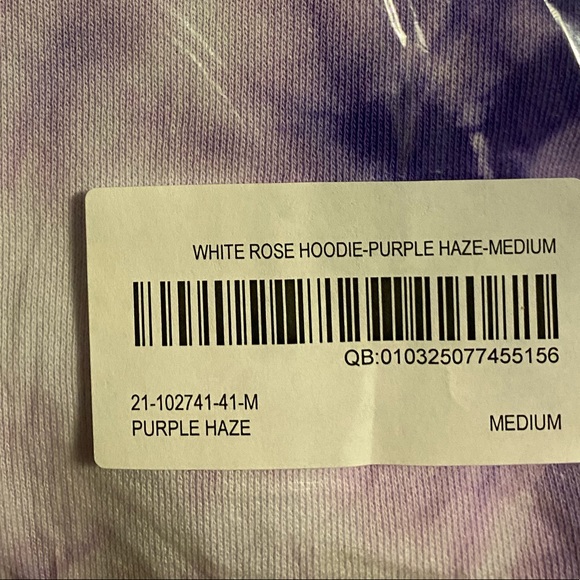 WHITE ROSE HOODIE-PURPLE HAZE-MEDIUM
QB:010325077455156
21-102741-41-M
PURPLE HAZE
MEDIUM